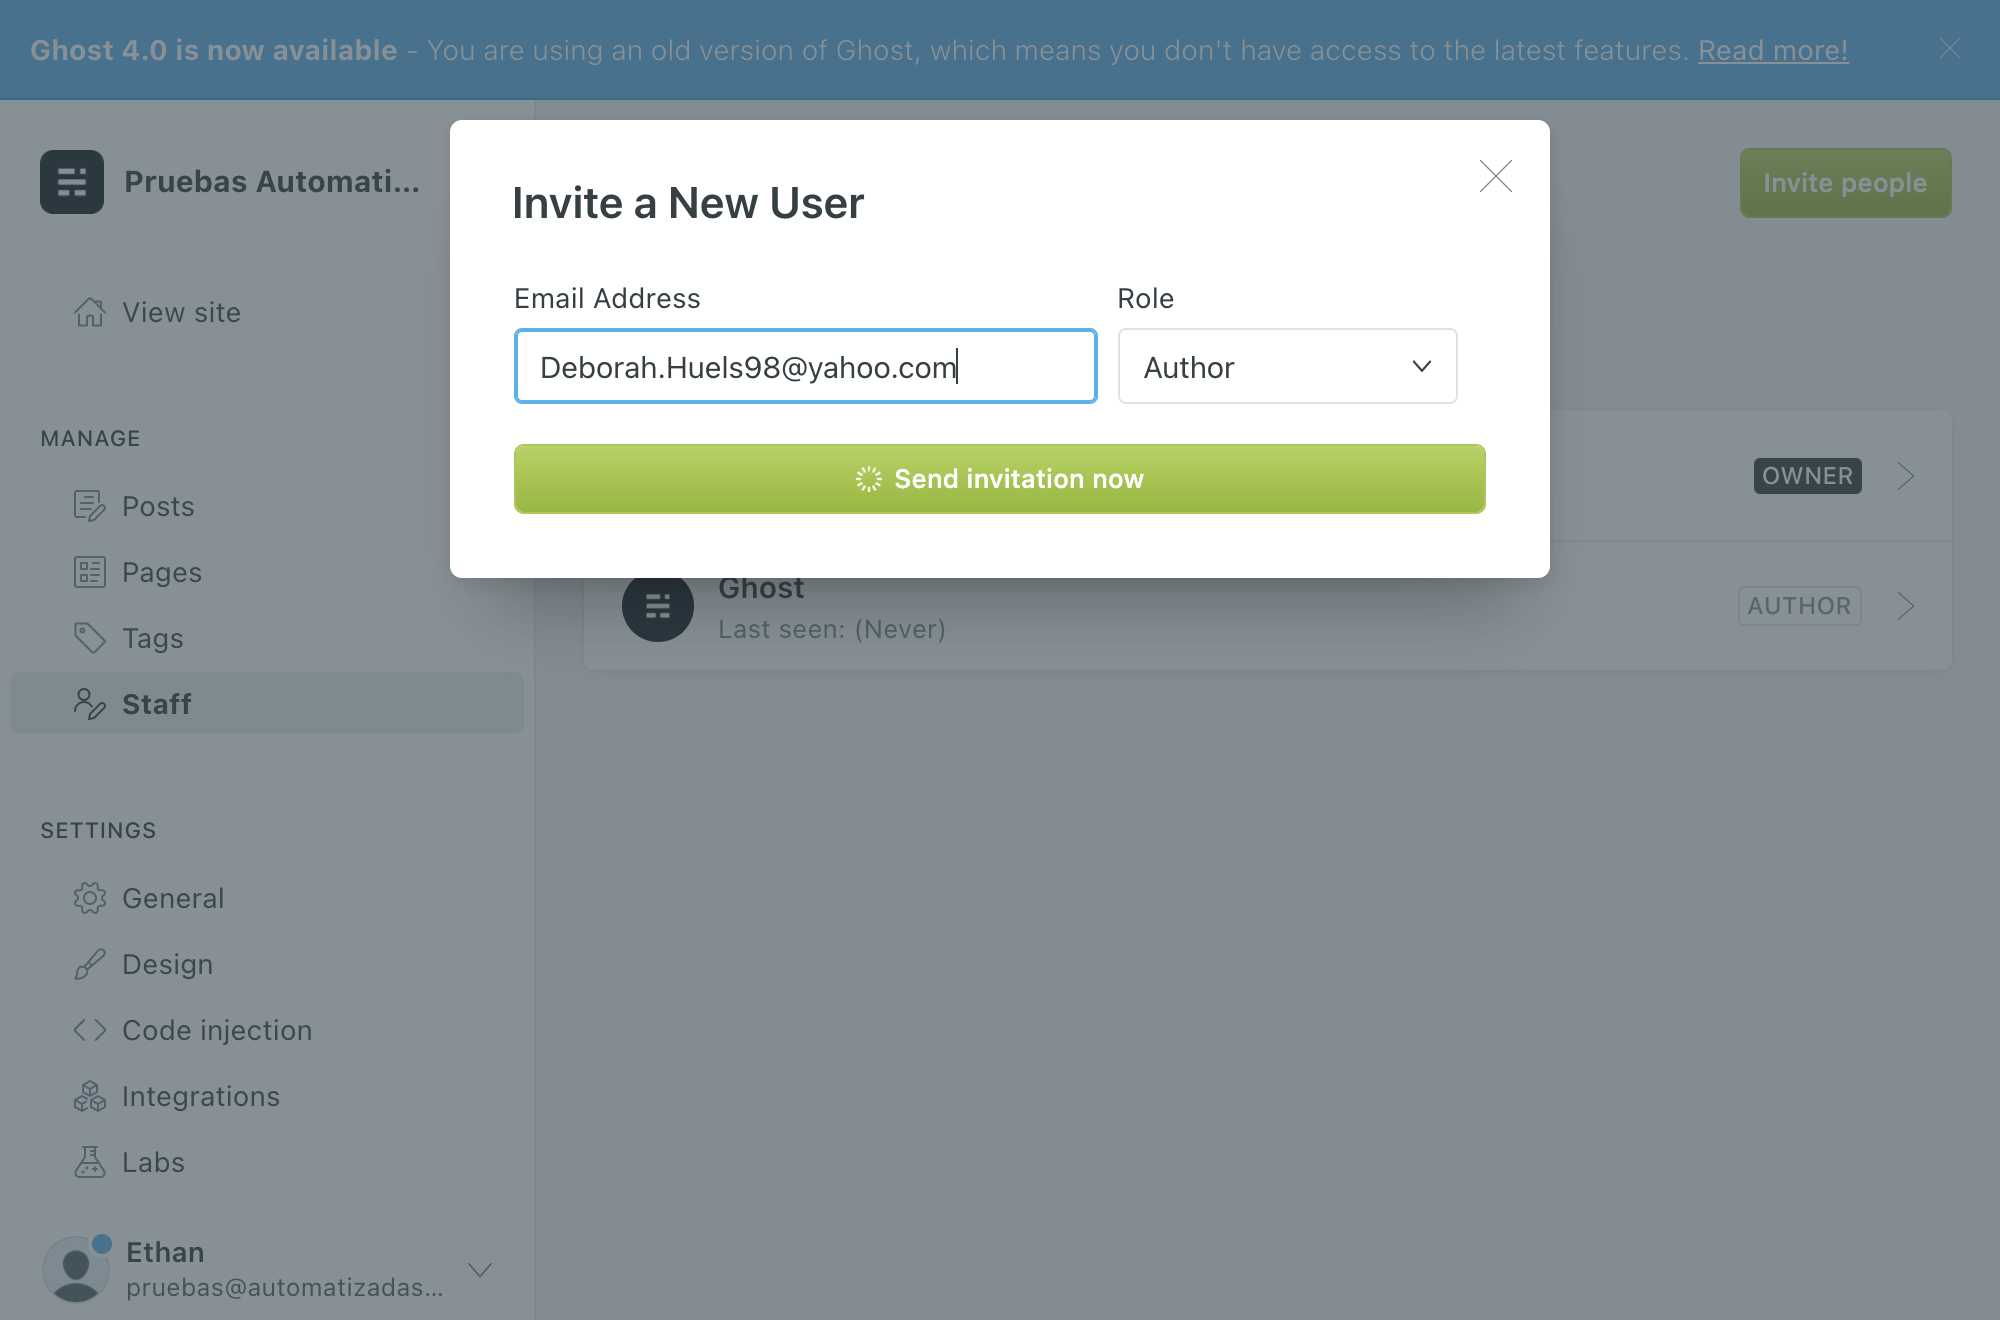 Ghost 4.0 is now available - You are using an old version of Ghost, which means you don't have access to the latest features. Read more!
Pruebas Automati...
Invite people
View site
MANAGE
Posts
Pages
Tags
Staff
SETTINGS
General
Design
Code injection
Integrations
Labs
Ethan
pruebas@automatizadas...
Invite a New User
Email Address
Role
Deborah.Huels98@yahoo.com
Author
Send invitation now
OWNER
Ghost
Last seen: (Never)
AUTHOR